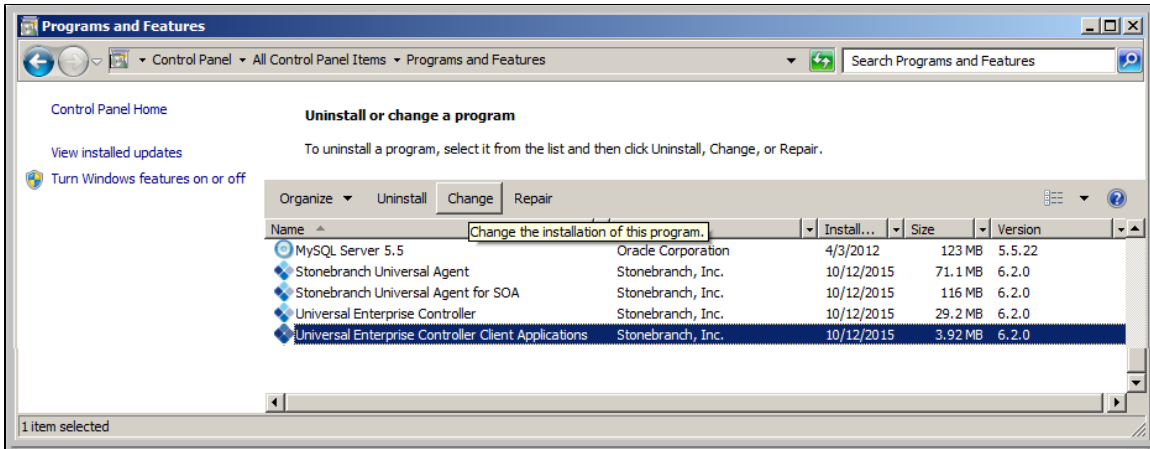 Programs and Features
Control Panel All Control Panel Items Programs and Features Search Programs and Features
Control Panel Home
Uninstall or change a program
View installed updates
To uninstall a program, select it from the list and then click Uninstall, Change, or Repair.
Turn Windows features on or off
Organize Uninstall Change Repair
Name Install... Size Version
Change the installation of this program.
MySQL Server 5.5 Oracle Corporation 4/3/2012 123 MB 5.5.22
Stonebranch Universal Agent Stonebranch, Inc. 10/12/2015 71.1 MB 6.2.0
Stonebranch Universal Agent for SOA Stonebranch, Inc. 10/12/2015 116 MB 6.2.0
Universal Enterprise Controller Stonebranch, Inc. 10/12/2015 29.2 MB 6.2.0
Universal Enterprise Controller Client Applications Stonebranch, Inc. 10/12/2015 3.92 MB 6.2.0
1 item selected